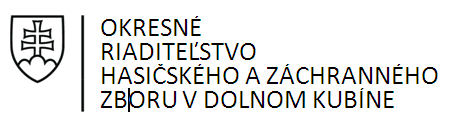 OKRESNÉ
RIADITEĽSTVO
HASIČSKÉHO A ZÁCHRANNÉHO
ZBORU V DOLNOM KUBÍNE